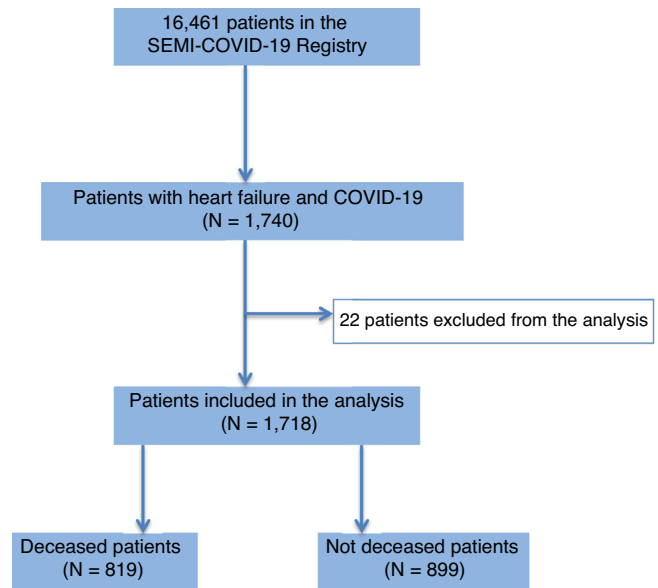 16,461 patients in the
SEMI-COVID-19 Registry
Patients with heart failure and COVID-19
(N = 1,740)
22 patients excluded from the analysis
Patients included in the analysis
(N = 1,718)
Deceased patients
(N = 819)
Not deceased patients
(N = 899)